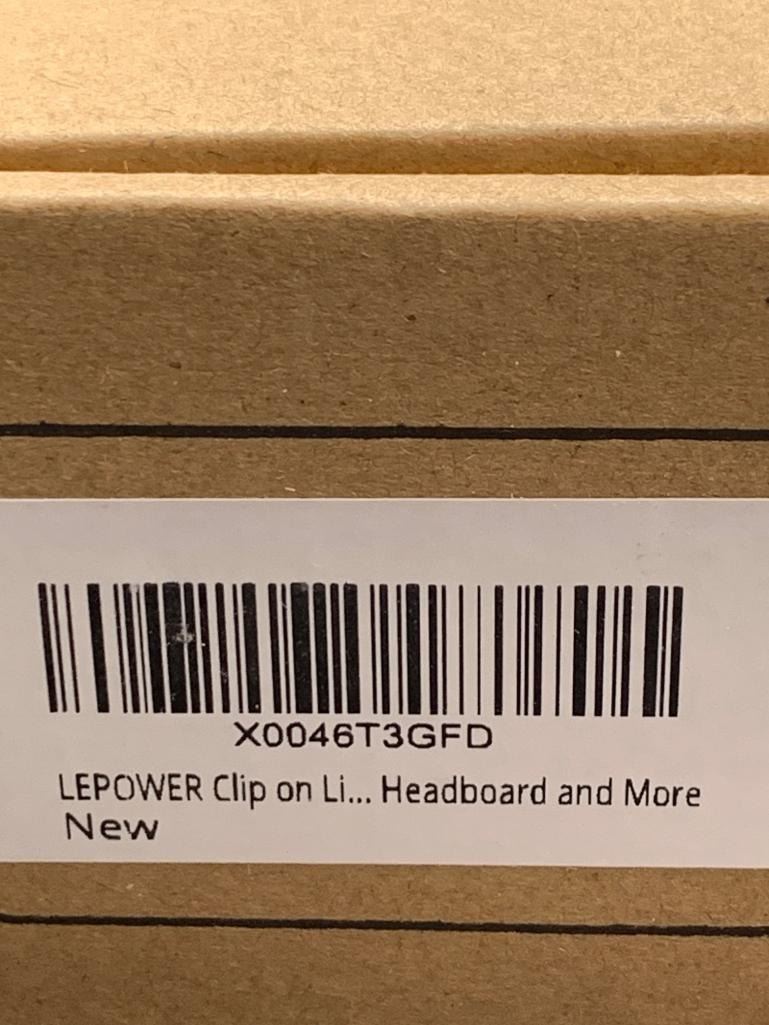 X0046T3GFD
LEPOWER Clip on Li... Headboard and More
New